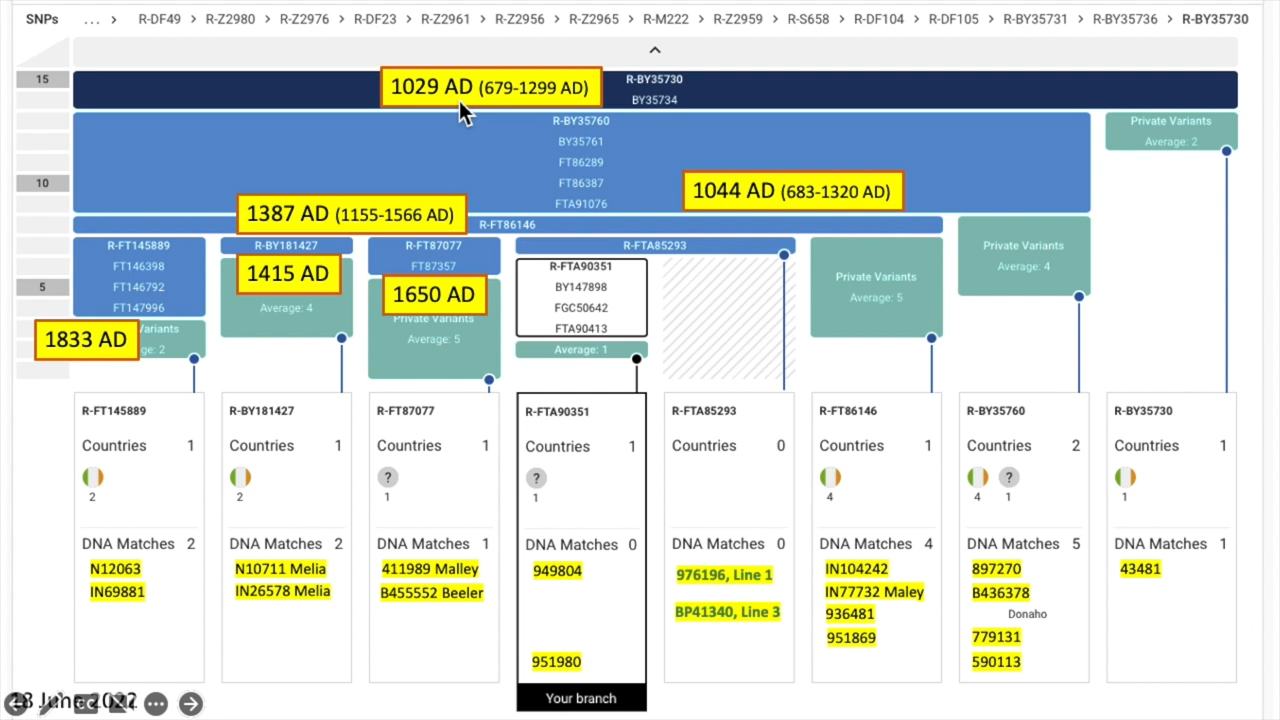 SNPs ... > R-DF49 > R-Z2980 > R-Z2976 > R-DF23 > R-Z2961 > R-Z2956 > R-Z2965 > R-M222 > R-Z2959 > R-S658 > R-DF104 > R-DF105 > R-BY35731 > R-BY35736 > R-BY35730
15
R-BY35730
BY35734
1029 AD (679-1299 AD)
R-BY35760
BY35761
FT86289
FT86387
FTA91076
Private Variants
Average: 2
10
1044 AD (683-1320 AD)
1387 AD (1155-1566 AD)
R-FT86146
R-FT145889
FT146398
FT146792
FT147996
Variants
ge: 2
1833 AD
R-BY181427
1415 AD
Average: 4
R-FT87077
FT87357
1650 AD
Private Variants
Average: 5
R-FTA85293
R-FTA90351
BY147898
FGC50642
FTA90413
Average: 1
Private Variants
Average: 5
Private Variants
Average: 4
5
R-FT145889
Countries 1
2
DNA Matches 2
N12063
IN69881
R-BY181427
Countries 1
2
DNA Matches 2
N10711 Melia
IN26578 Melia
R-FT87077
Countries 1
?
1
DNA Matches 1
411989 Malley
B455552 Beeler
R-FTA90351
Countries 1
?
1
DNA Matches 0
949804
951980
Your branch
R-FTA85293
Countries 0
DNA Matches 0
976196, Line 1
BP41340, Line 3
R-FT86146
Countries 1
4
DNA Matches 4
IN104242
IN77732 Maley
936481
951869
R-BY35760
Countries 2
?
4 1
DNA Matches 5
897270
B436378
Donaho
779131
590113
R-BY35730
Countries 1
1
DNA Matches 1
43481
18 June 2022